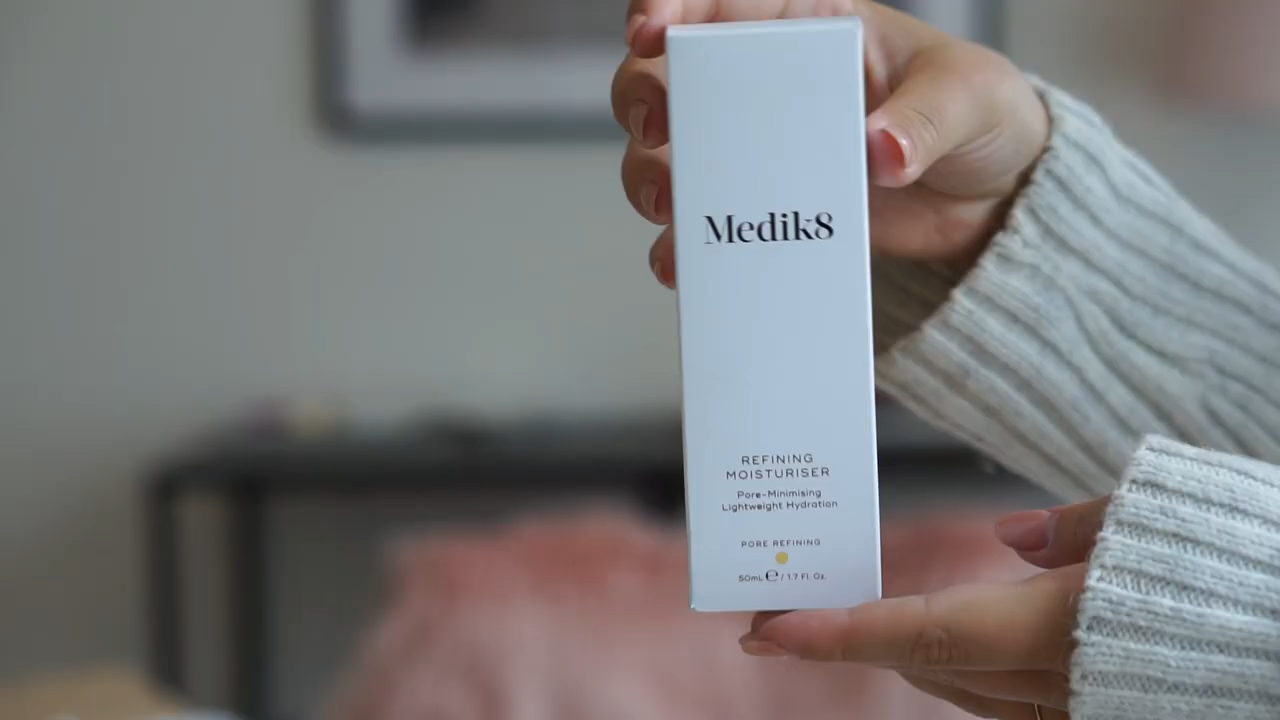 Medik8
REFINING
MOISTURISER
Pore-Minimising
Lightweight Hydration
PORE REFINING
50mL ℮ / 1.7 Fl. Oz.